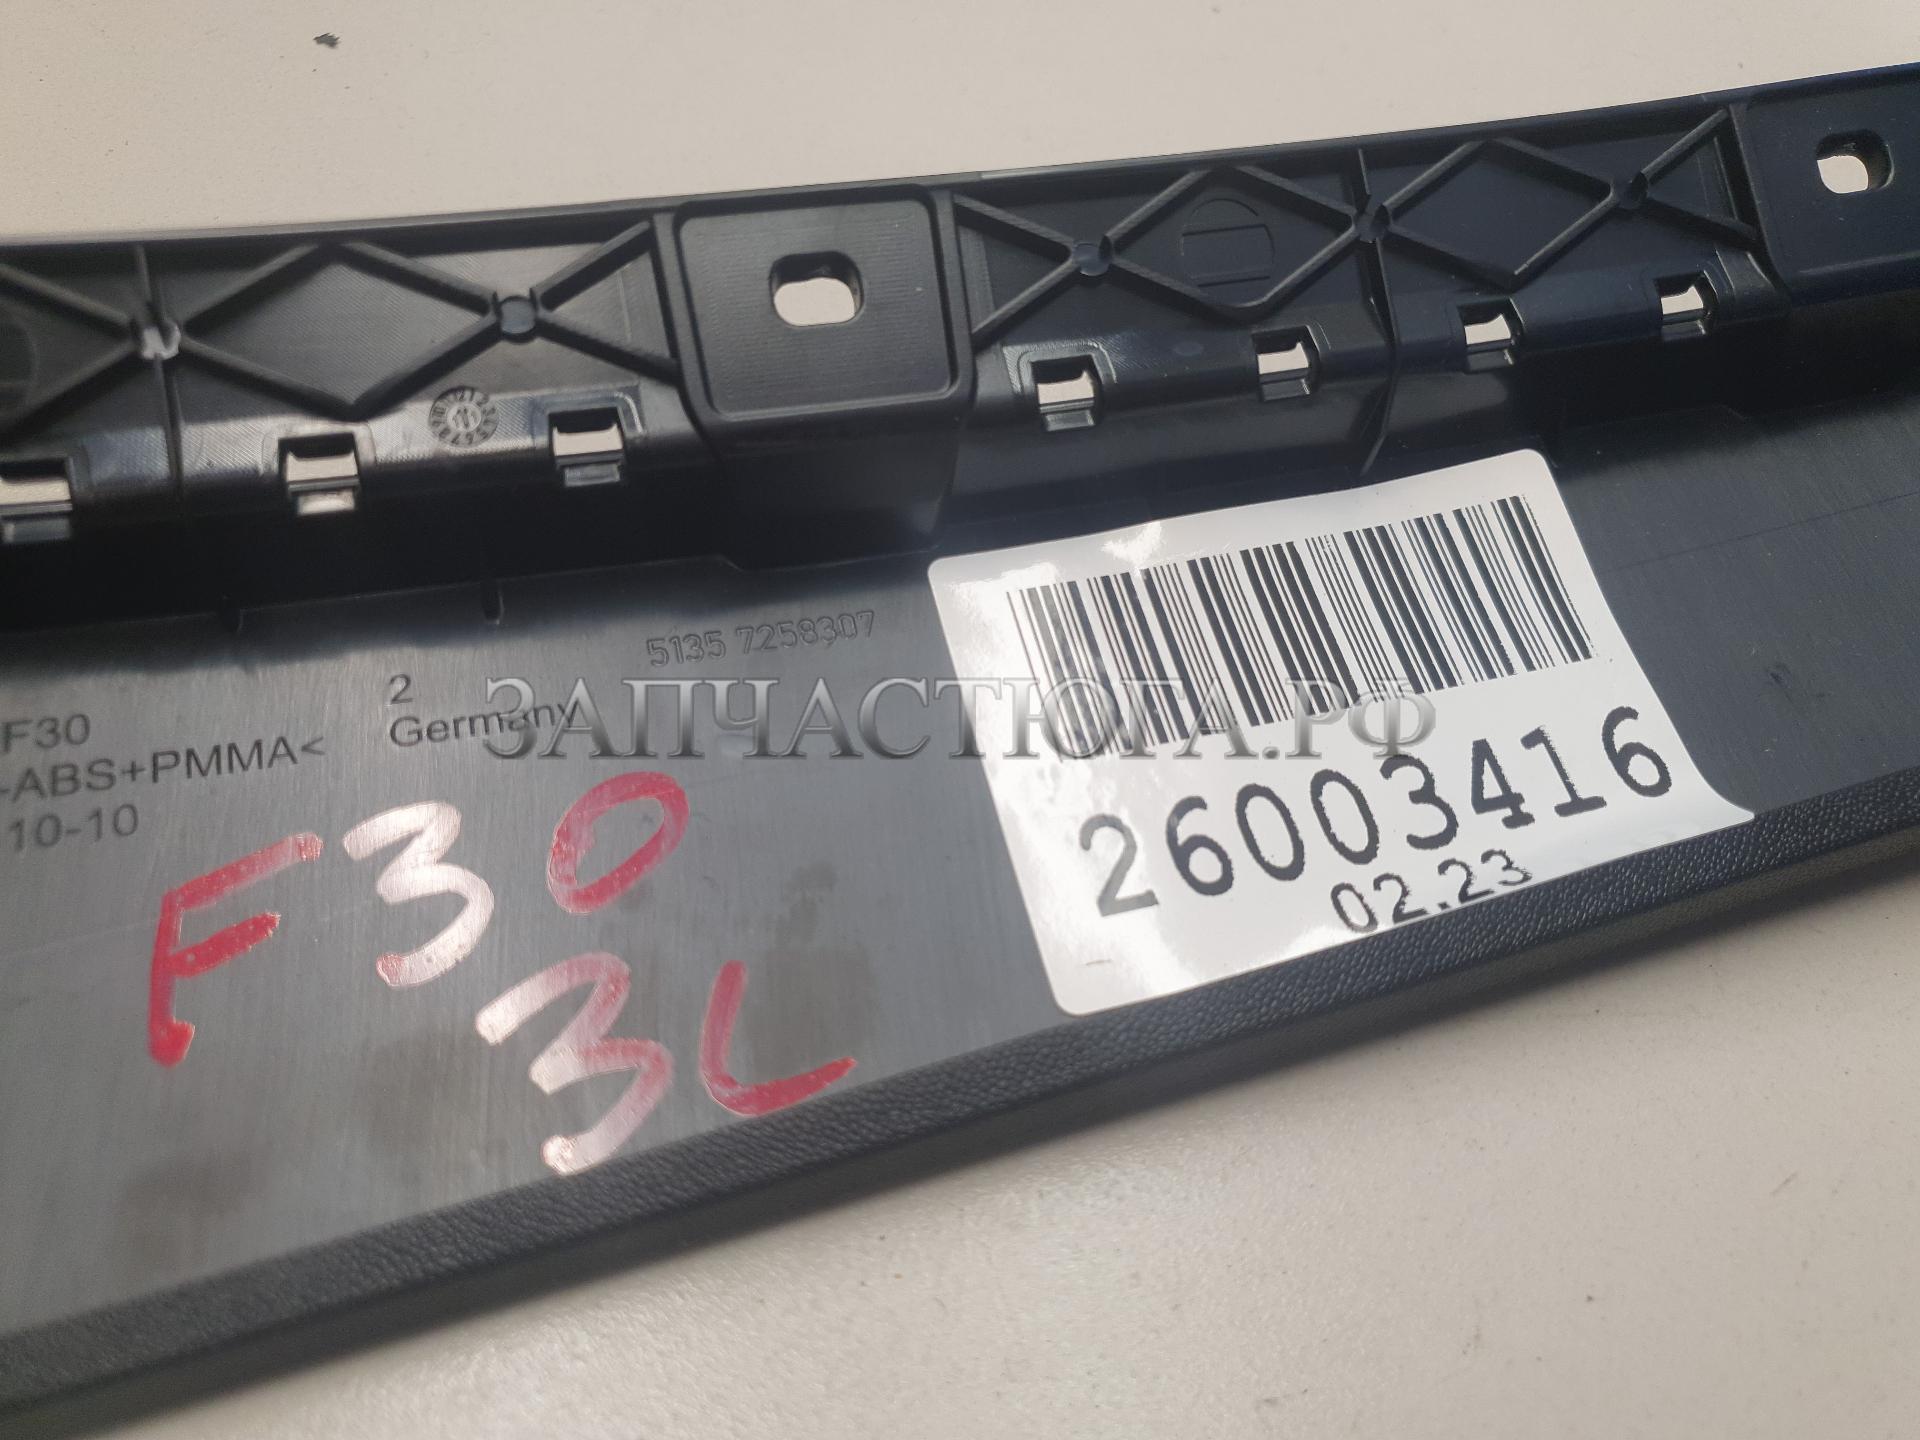 5135 7258307
2
Germany
F30
-ABS+PMMA<
10-10
ЗАПЧАСТЮГА.РФ
26003416
02.23
F30
3L